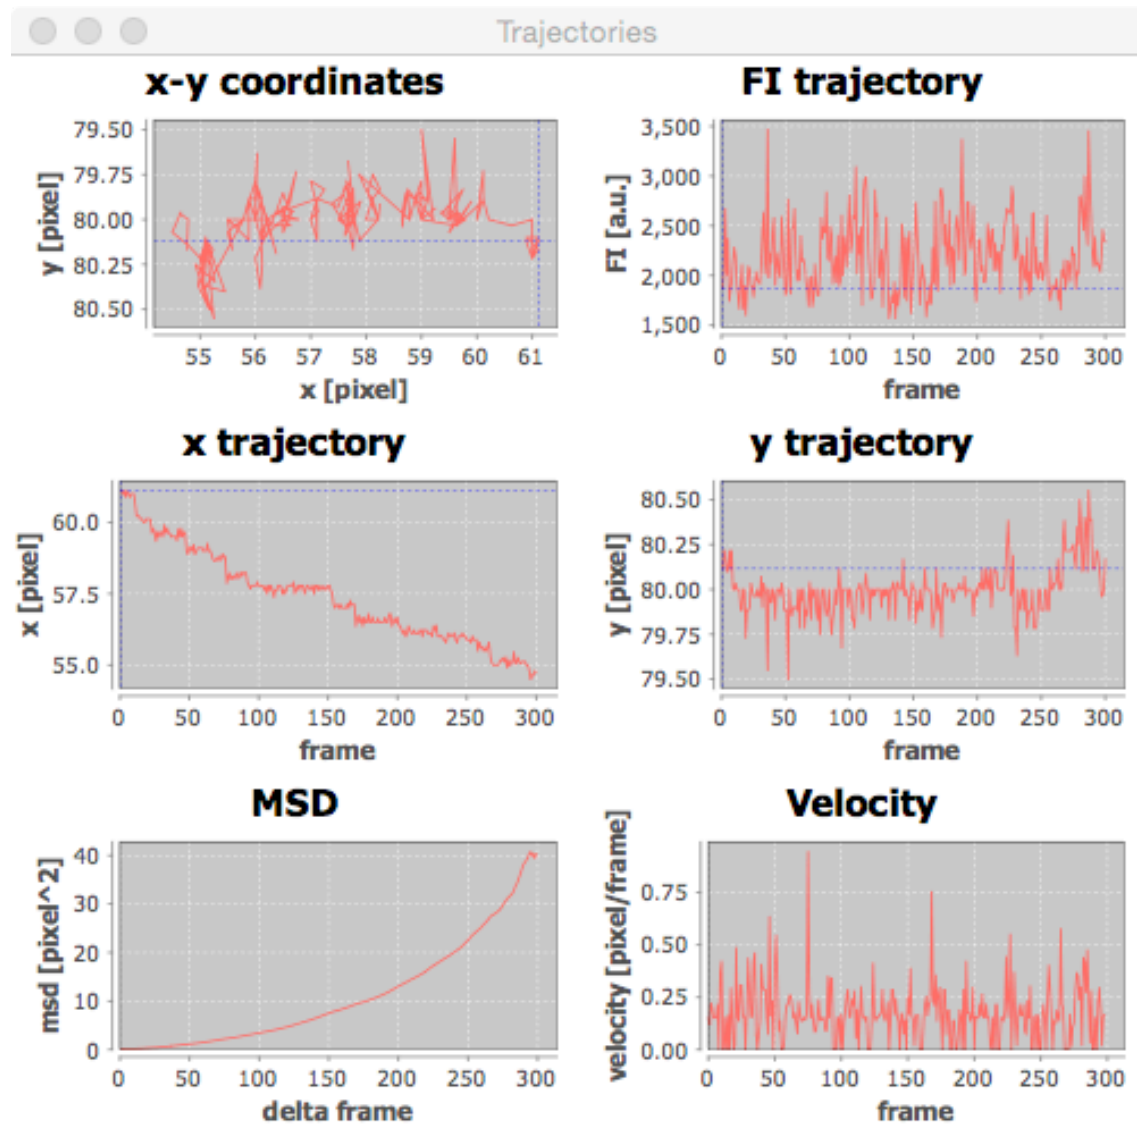 Trajectories
x-y coordinates
79.50
79.75
80.00
80.25
80.50
y [pixel]
55 56 57 58 59 60 61
x [pixel]
FI trajectory
3,500
3,000
2,500
2,000
1,500
FI [a.u.]
0 50 100 150 200 250 300
frame
x trajectory
60.0
57.5
55.0
x [pixel]
0 50 100 150 200 250 300
frame
y trajectory
80.50
80.25
80.00
79.75
79.50
y [pixel]
0 50 100 150 200 250 300
frame
MSD
40
30
20
10
0
msd [pixel^2]
0 50 100 150 200 250 300
delta frame
Velocity
0.75
0.50
0.25
0.00
velocity [pixel/frame]
0 50 100 150 200 250 300
frame